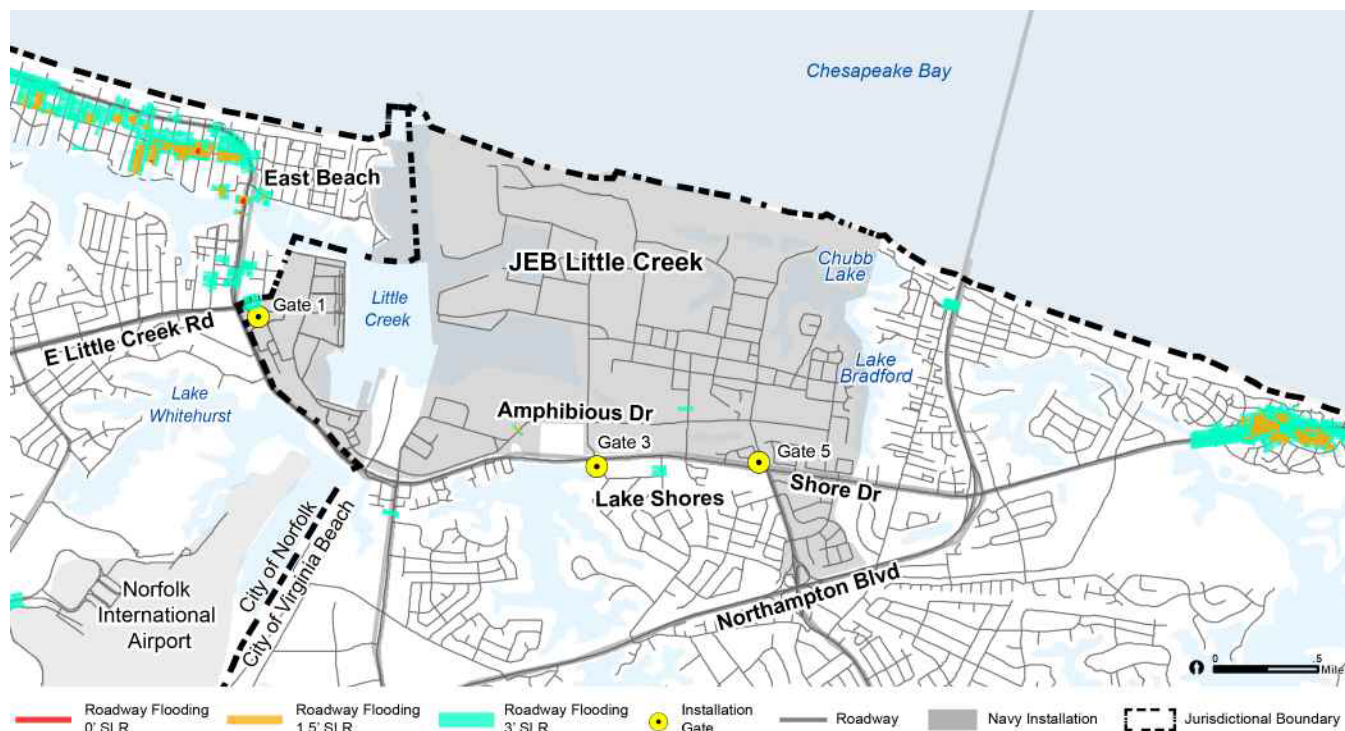 Chesapeake Bay
East Beach
JEB Little Creek
Chubb
Lake
Gate 1
Little
Creek
E Little Creek Rd
Lake
Bradford
Lake
Whitehurst
Amphibious Dr
Gate 3
Gate 5
Lake Shores
Shore Dr
City of Norfolk
City of Virginia Beach
Northampton Blvd
Norfolk
International
Airport
0 .5
Mile
Roadway Flooding
0' SLR
Roadway Flooding
1.5' SLR
Roadway Flooding
3' SLR
Installation
Gate
Roadway
Navy Installation
Jurisdictional Boundary